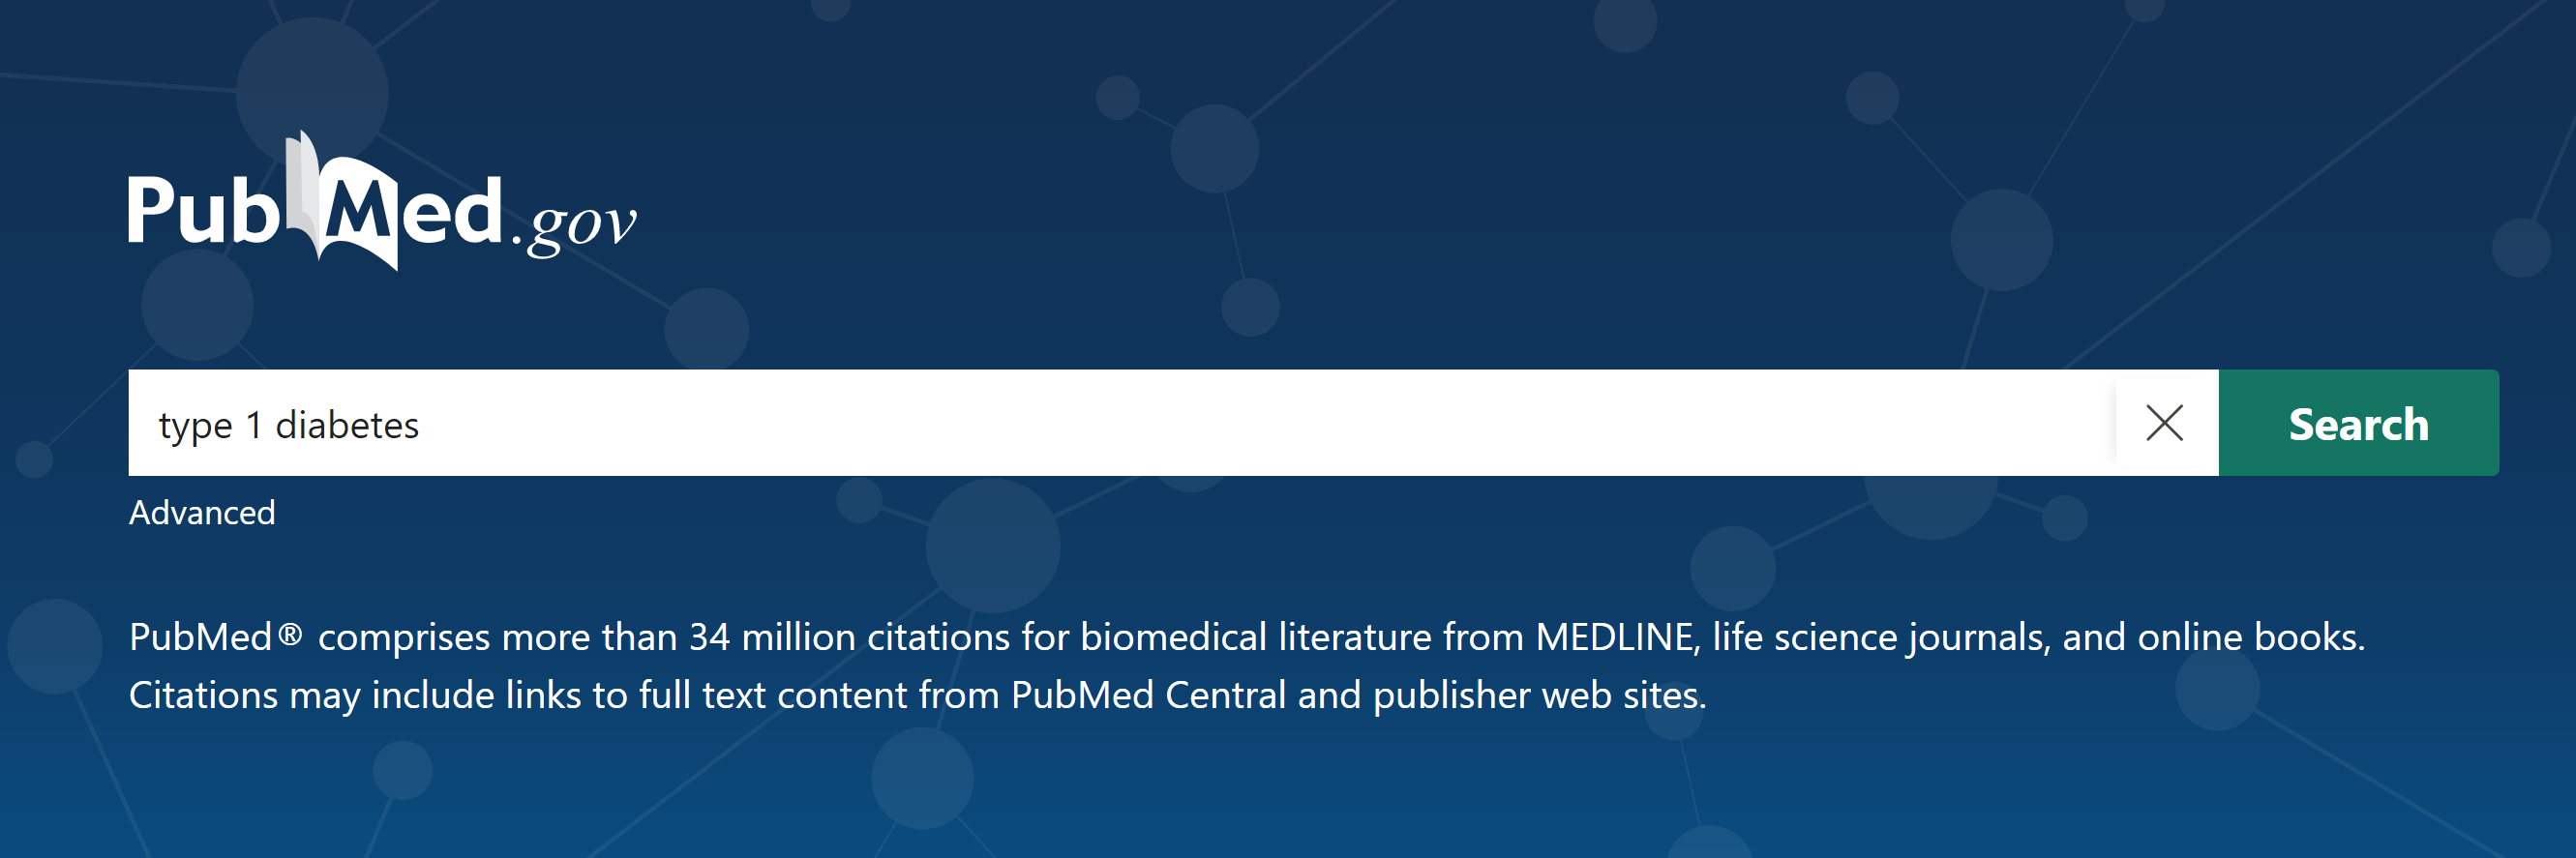 PubMed.gov
type 1 diabetes
Search
Advanced
PubMed® comprises more than 34 million citations for biomedical literature from MEDLINE, life science journals, and online books.
Citations may include links to full text content from PubMed Central and publisher web sites.